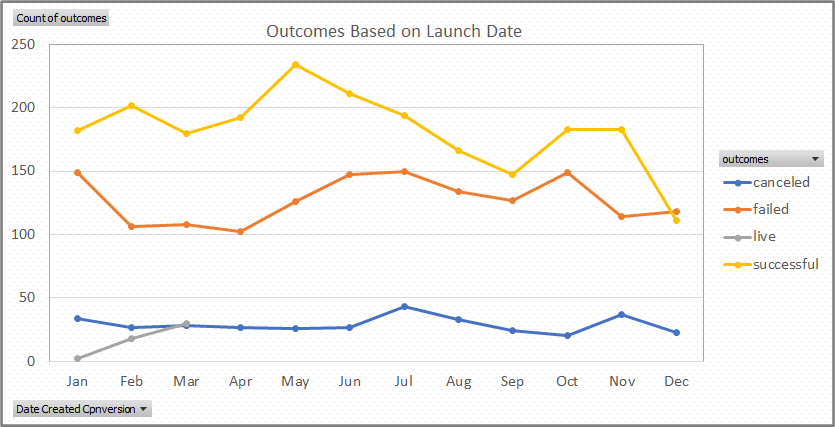 Count of outcomes
Outcomes Based on Launch Date
250
200
150
100
50
0
Jan Feb Mar Apr May Jun Jul Aug Sep Oct Nov Dec
outcomes
canceled
failed
live
successful
Date Created Cpnversion